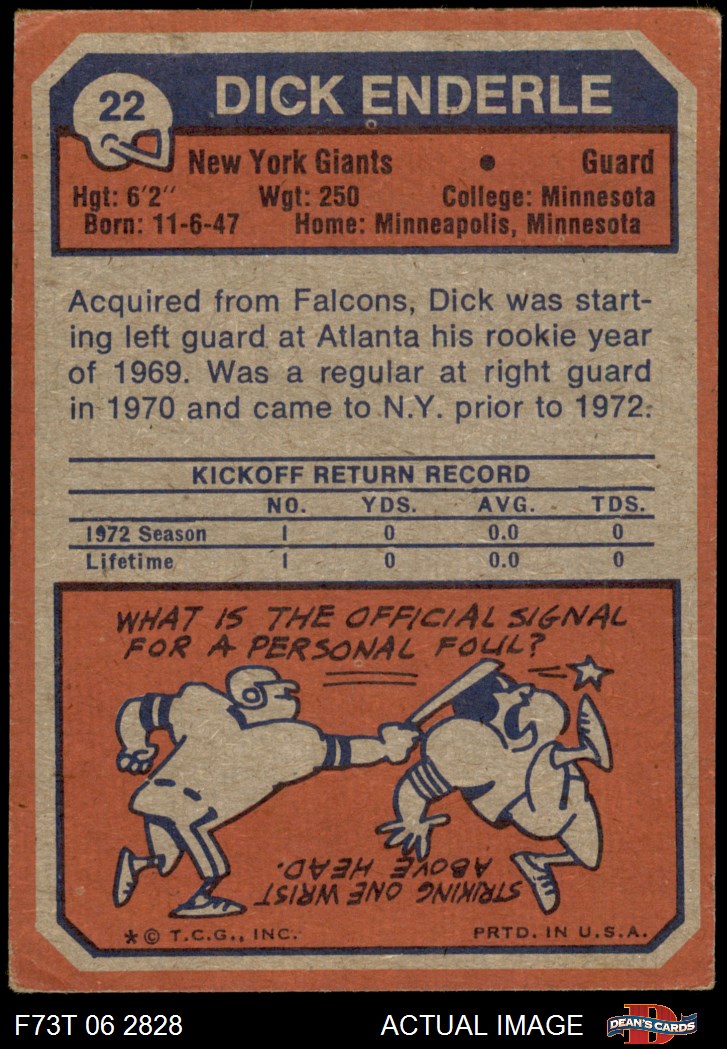 22
DICK ENDERLE
New York Giants • Guard
Hgt: 6'2" Wgt: 250 College: Minnesota
Born: 11-6-47 Home: Minneapolis, Minnesota
Acquired from Falcons, Dick was start-
ing left guard at Atlanta his rookie year
of 1969. Was a regular at right guard
in 1970 and came to N.Y. prior to 1972.
KICKOFF RETURN RECORD
NO. YDS. AVG. TDS.
1972 Season 1 0 0.0 0
Lifetime 1 0 0.0 0
WHAT IS THE OFFICIAL SIGNAL
FOR A PERSONAL FOUL?
STRIKING ONE WRIST
ABOVE HEAD.
* © T.C.G., INC. PRTD. IN U.S.A.
F73T 06 2828 ACTUAL IMAGE DEAN'S CARDS